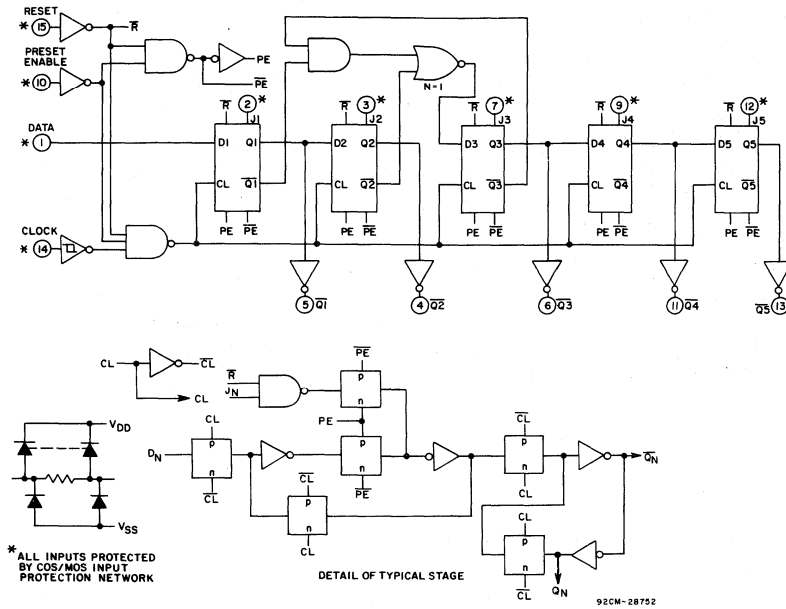 RESET
* 15
R̅
PRESET
ENABLE
* 10
PE
P̅E̅
N=1
DATA
* 1
R̅ 2 * J1
D1 Q1
CL Q̅1̅
PE P̅E̅
R̅ 3 * J2
D2 Q2
CL Q̅2̅
PE P̅E̅
R̅ 7 * J3
D3 Q3
CL Q̅3̅
PE P̅E̅
R̅ 9 * J4
D4 Q4
CL Q̅4̅
PE P̅E̅
R̅ 12 * J5
D5 Q5
CL Q̅5̅
PE P̅E̅
CLOCK
* 14
5 Q̅1̅
4 Q̅2̅
6 Q̅3̅
11 Q̅4̅
Q̅5̅ 13
CL C̅L̅
CL
R̅
JN
P̅E̅
p
n
PE
p
n
P̅E̅
DN
CL
p
n
C̅L̅
C̅L̅
p
n
CL
C̅L̅
p
n
CL
Q̅N̅
CL
p
n
C̅L̅
QN
VDD
VSS
* ALL INPUTS PROTECTED
BY COS/MOS INPUT
PROTECTION NETWORK
DETAIL OF TYPICAL STAGE
92CM-28752